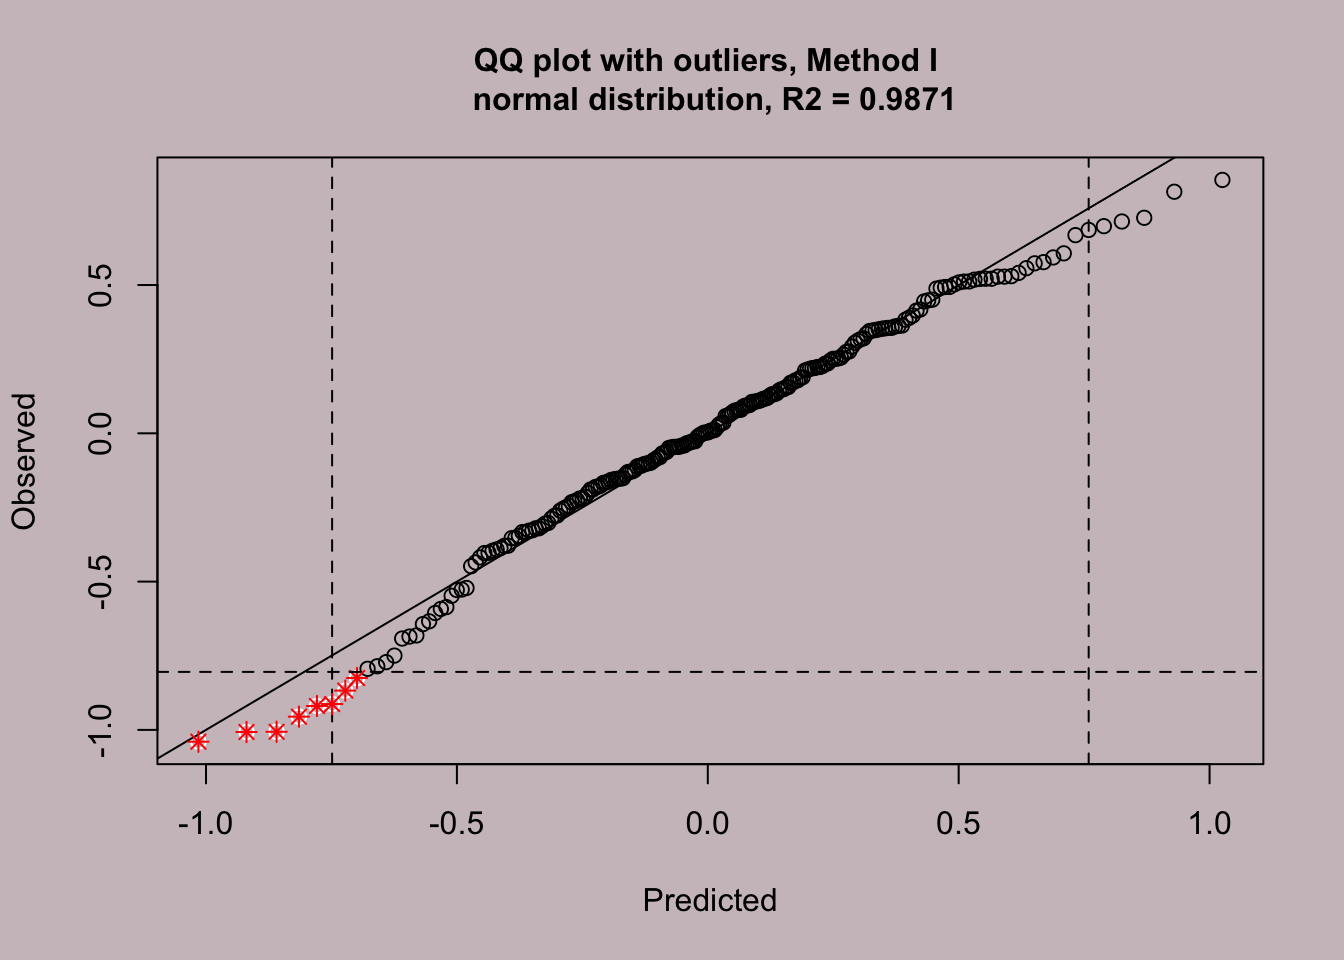 QQ plot with outliers, Method I
normal distribution, R2 = 0.9871
Observed
0.5
0.0
-0.5
-1.0
-1.0
-0.5
0.0
0.5
1.0
Predicted